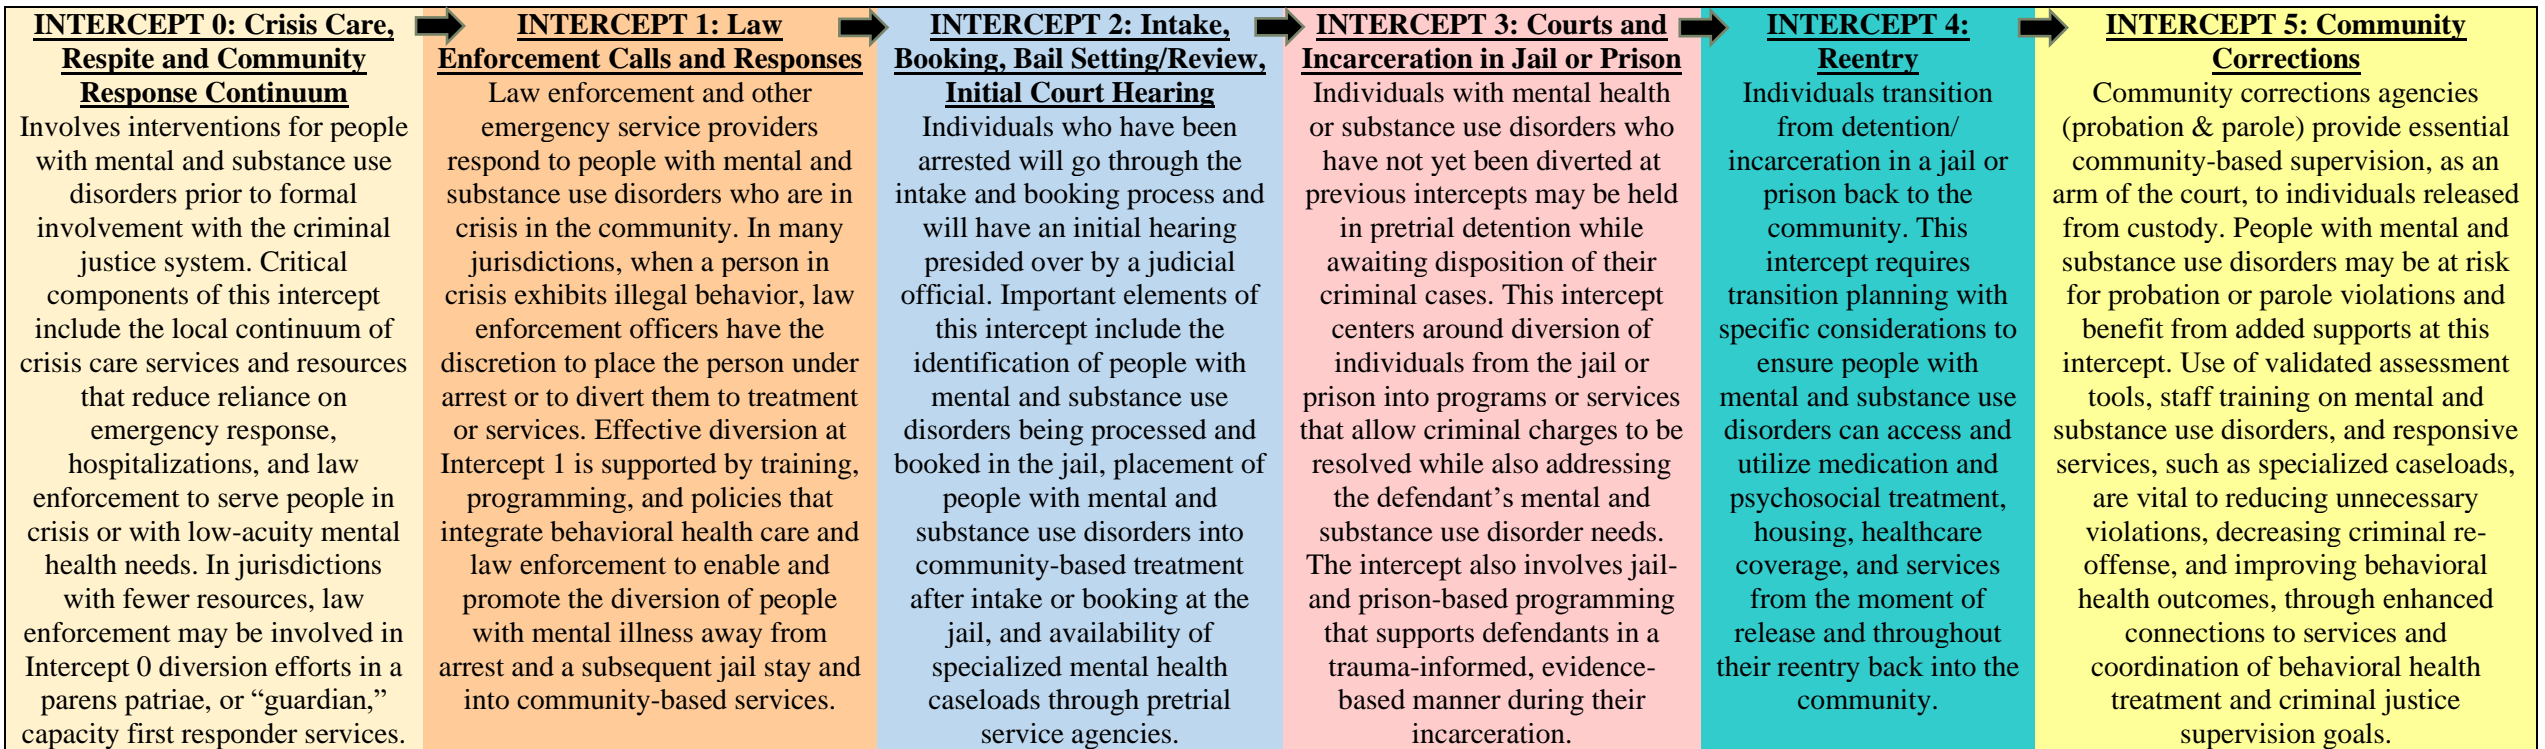 INTERCEPT 0: Crisis Care,
Respite and Community
Response Continuum
Involves interventions for people
with mental and substance use
disorders prior to formal
involvement with the criminal
justice system. Critical
components of this intercept
include the local continuum of
crisis care services and resources
that reduce reliance on
emergency response,
hospitalizations, and law
enforcement to serve people in
crisis or with low-acuity mental
health needs. In jurisdictions
with fewer resources, law
enforcement may be involved in
Intercept 0 diversion efforts in a
parens patriae, or “guardian,”
capacity first responder services.
INTERCEPT 1: Law
Enforcement Calls and Responses
Law enforcement and other
emergency service providers
respond to people with mental and
substance use disorders who are in
crisis in the community. In many
jurisdictions, when a person in
crisis exhibits illegal behavior, law
enforcement officers have the
discretion to place the person under
arrest or to divert them to treatment
or services. Effective diversion at
Intercept 1 is supported by training,
programming, and policies that
integrate behavioral health care and
law enforcement to enable and
promote the diversion of people
with mental illness away from
arrest and a subsequent jail stay and
into community-based services.
INTERCEPT 2: Intake,
Booking, Bail Setting/Review,
Initial Court Hearing
Individuals who have been
arrested will go through the
intake and booking process and
will have an initial hearing
presided over by a judicial
official. Important elements of
this intercept include the
identification of people with
mental and substance use
disorders being processed and
booked in the jail, placement of
people with mental and
substance use disorders into
community-based treatment
after intake or booking at the
jail, and availability of
specialized mental health
caseloads through pretrial
service agencies.
INTERCEPT 3: Courts and
Incarceration in Jail or Prison
Individuals with mental health
or substance use disorders who
have not yet been diverted at
previous intercepts may be held
in pretrial detention while
awaiting disposition of their
criminal cases. This intercept
centers around diversion of
individuals from the jail or
prison into programs or services
that allow criminal charges to be
resolved while also addressing
the defendant’s mental and
substance use disorder needs.
The intercept also involves jail-
and prison-based programming
that supports defendants in a
trauma-informed, evidence-
based manner during their
incarceration.
INTERCEPT 4:
Reentry
Individuals transition
from detention/
incarceration in a jail or
prison back to the
community. This
intercept requires
transition planning with
specific considerations to
ensure people with
mental and substance use
disorders can access and
utilize medication and
psychosocial treatment,
housing, healthcare
coverage, and services
from the moment of
release and throughout
their reentry back into the
community.
INTERCEPT 5: Community
Corrections
Community corrections agencies
(probation & parole) provide essential
community-based supervision, as an
arm of the court, to individuals released
from custody. People with mental and
substance use disorders may be at risk
for probation or parole violations and
benefit from added supports at this
intercept. Use of validated assessment
tools, staff training on mental and
substance use disorders, and responsive
services, such as specialized caseloads,
are vital to reducing unnecessary
violations, decreasing criminal re-
offense, and improving behavioral
health outcomes, through enhanced
connections to services and
coordination of behavioral health
treatment and criminal justice
supervision goals.